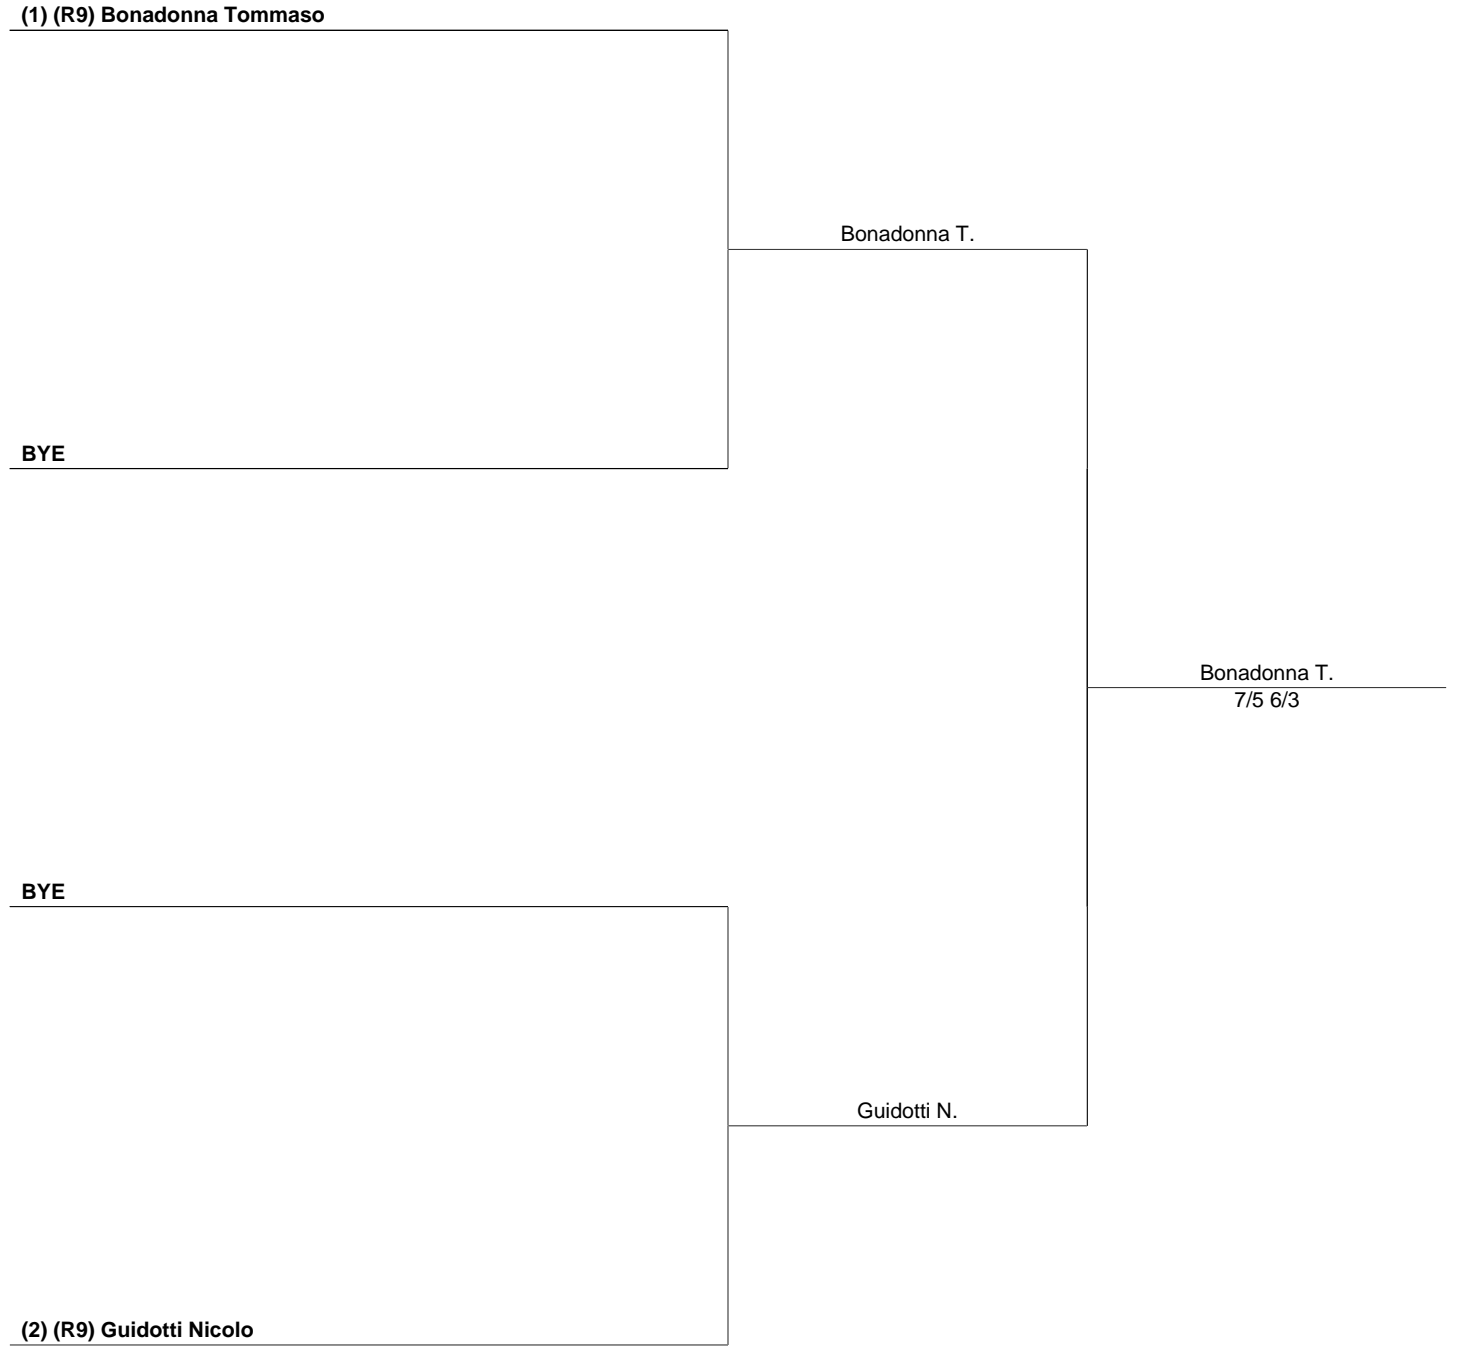 (1) (R9) Bonadonna Tommaso
Bonadonna T.
BYE
Bonadonna T.
7/5 6/3
BYE
Guidotti N.
(2) (R9) Guidotti Nicolo